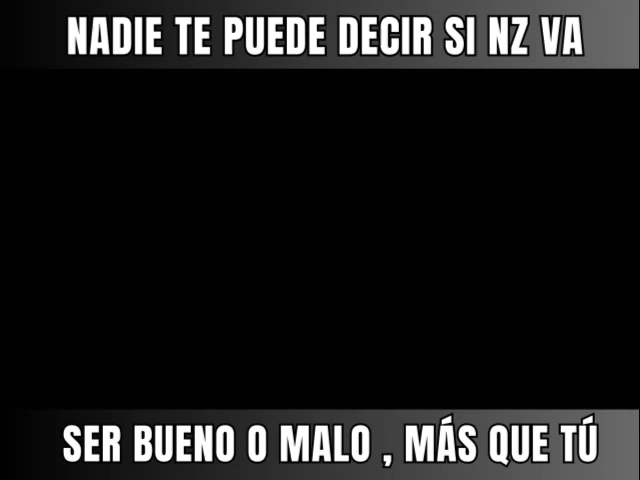 NADIE TE PUEDE DECIR SI NZ VA
SER BUENO O MALO , MÁS QUE TÚ